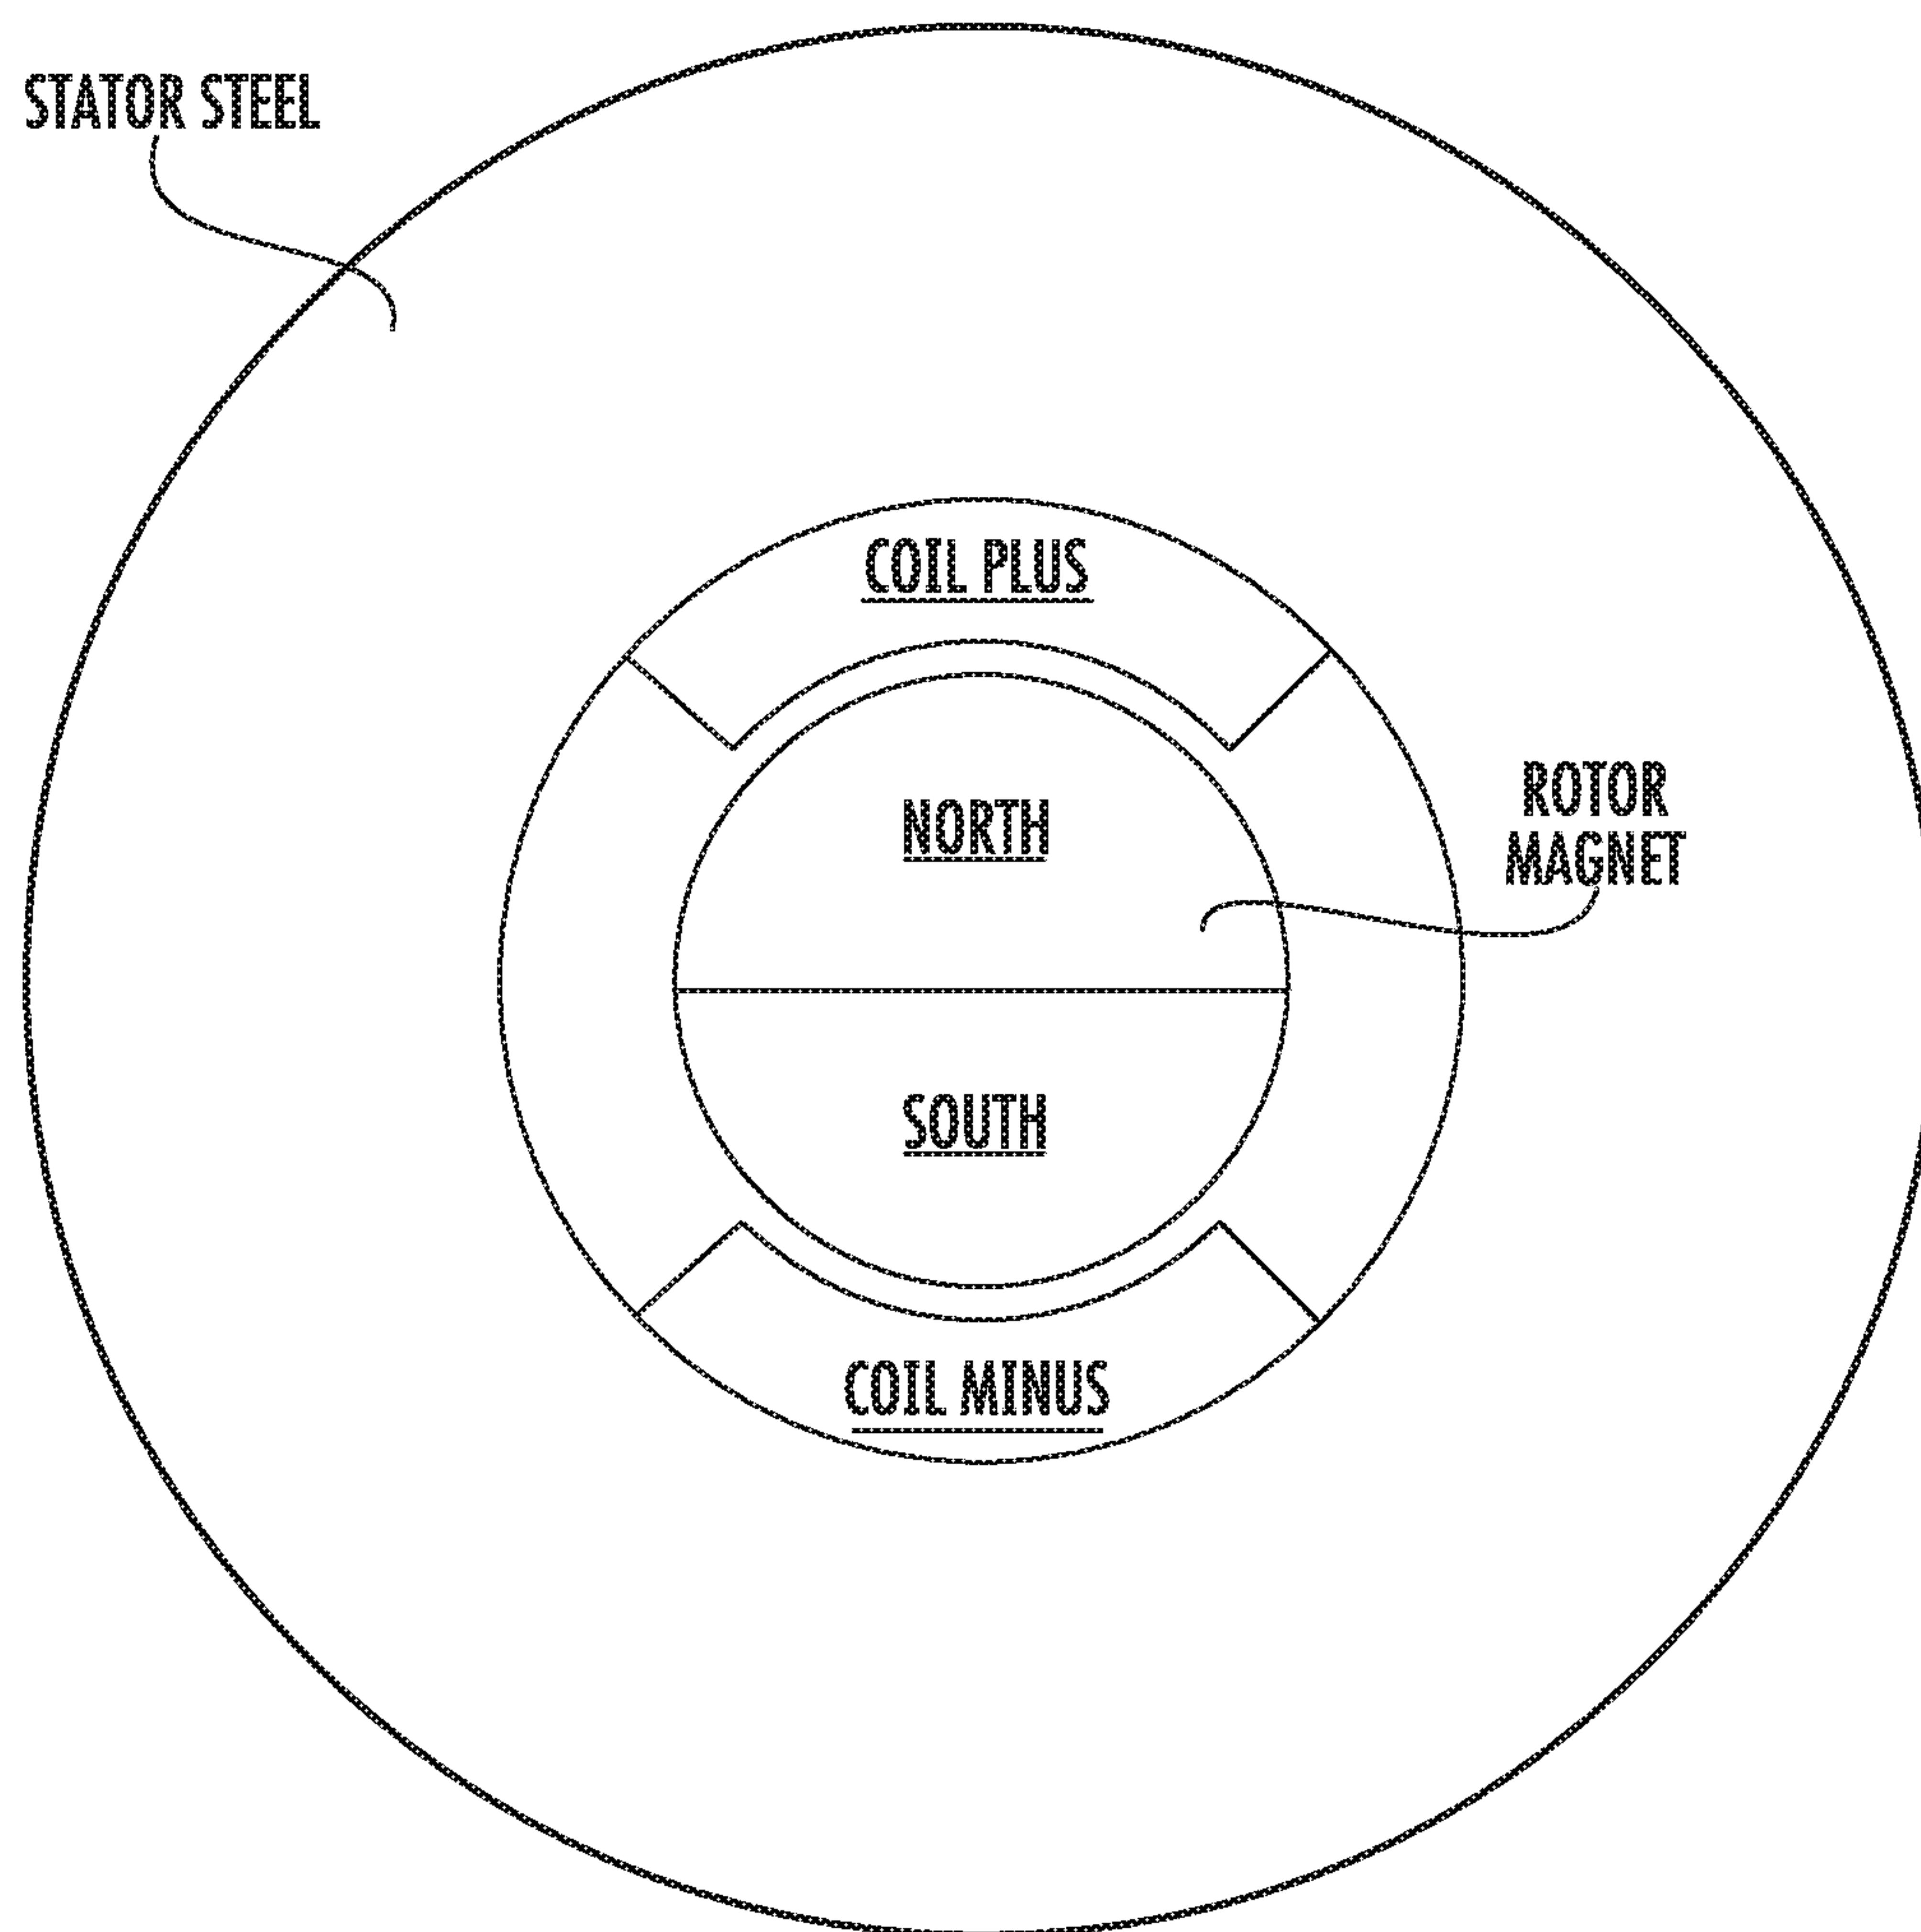 STATOR STEEL
COIL PLUS
NORTH
ROTOR
MAGNET
SOUTH
COIL MINUS